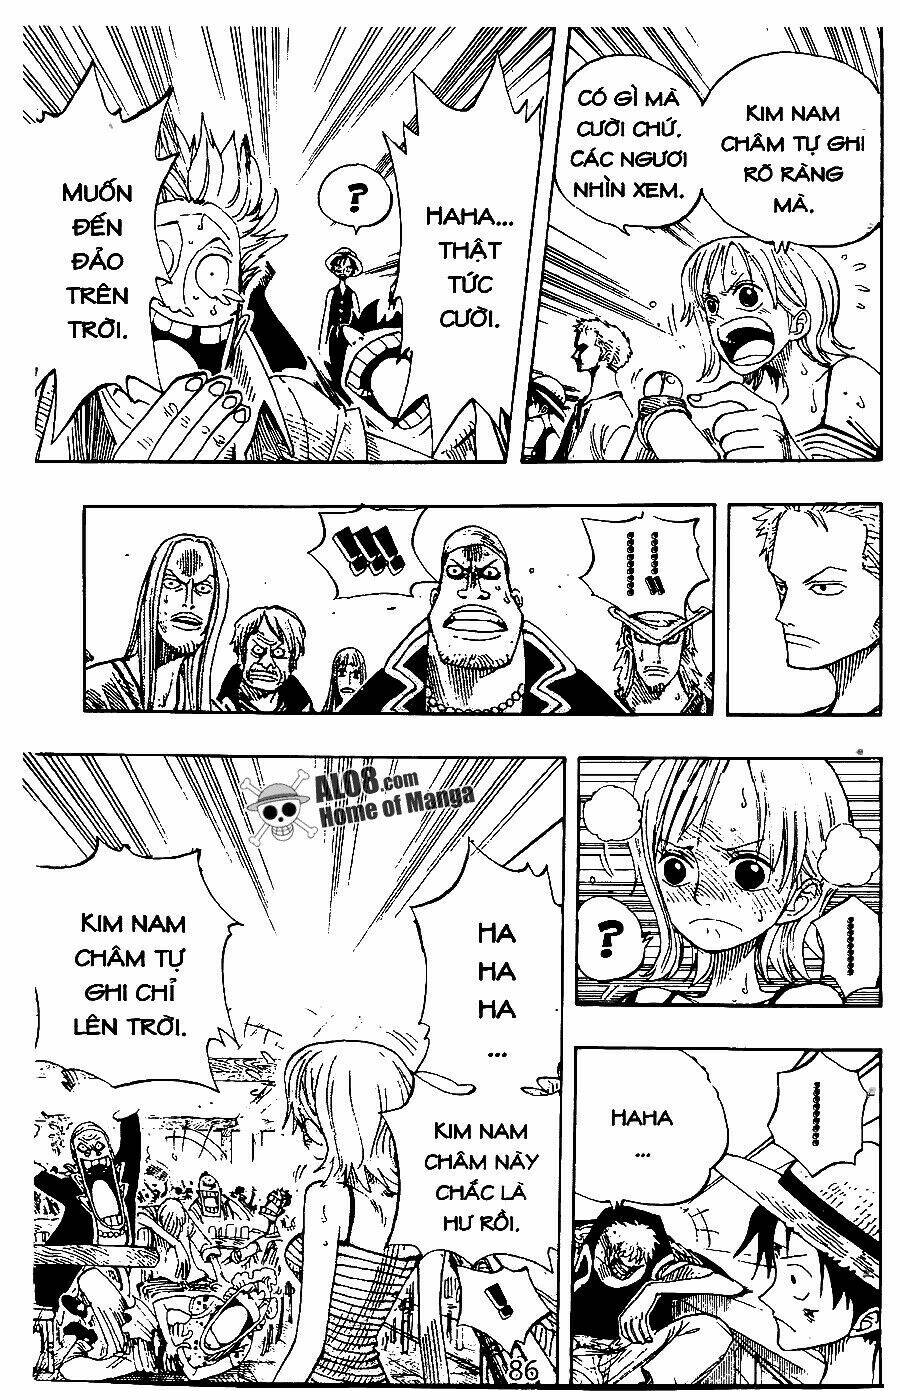 KIM NAM
CHÂM TỰ GHI
RÕ RÀNG
MÀ.
CÓ GÌ MÀ
CƯỜI CHỨ.
CÁC NGƯƠI
NHÌN XEM.
HAHA...
THẬT
TỨC
CƯỜI.
?
MUỐN
ĐẾN
ĐẢO
TRÊN
TRỜI.
!!!
?
HAHA
...
HA
HA
HA
...
KIM NAM
CHÂM NÀY
CHẮC LÀ
HƯ RỒI.
!
KIM NAM
CHÂM TỰ
GHI CHỈ
LÊN TRỜI.
ALO8.com
Home of Manga
86